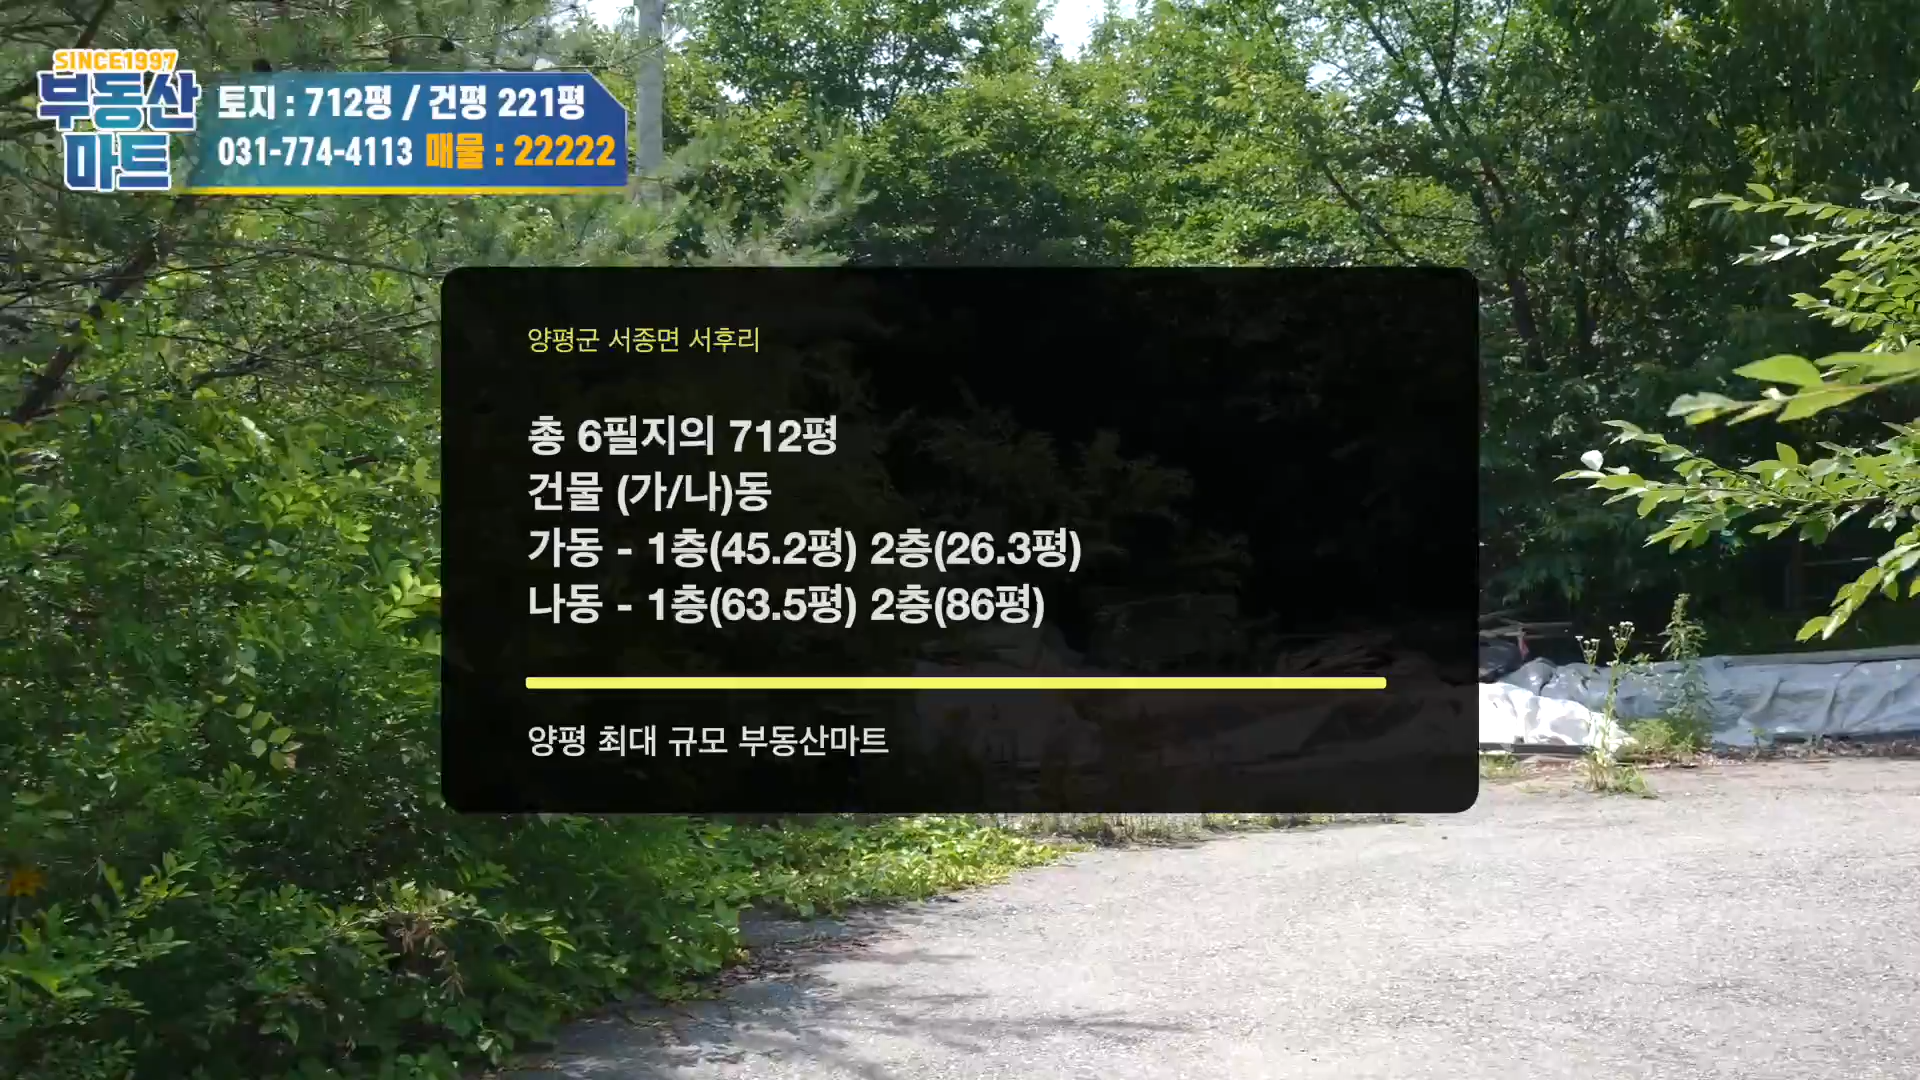 SINCE1997
부동산
마트
토지 : 712평 / 건평 221평
031-774-4113 매물 : 22222
양평군 서종면 서후리
총 6필지의 712평
건물 (가/나)동
가동 - 1층(45.2평) 2층(26.3평)
나동 - 1층(63.5평) 2층(86평)
양평 최대 규모 부동산마트